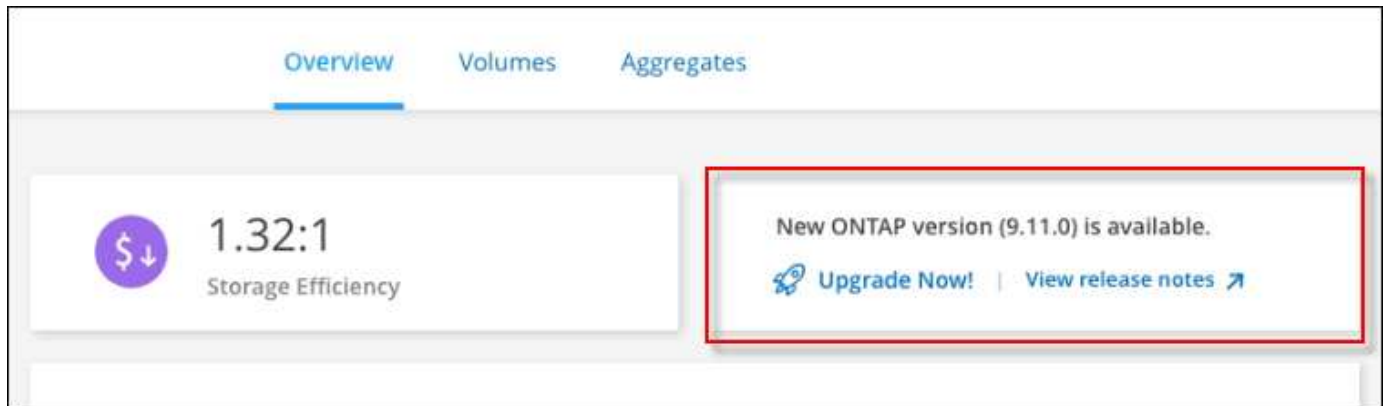 Overview Volumes Aggregates
1.32:1
Storage Efficiency
New ONTAP version (9.11.0) is available.
Upgrade Now! | View release notes